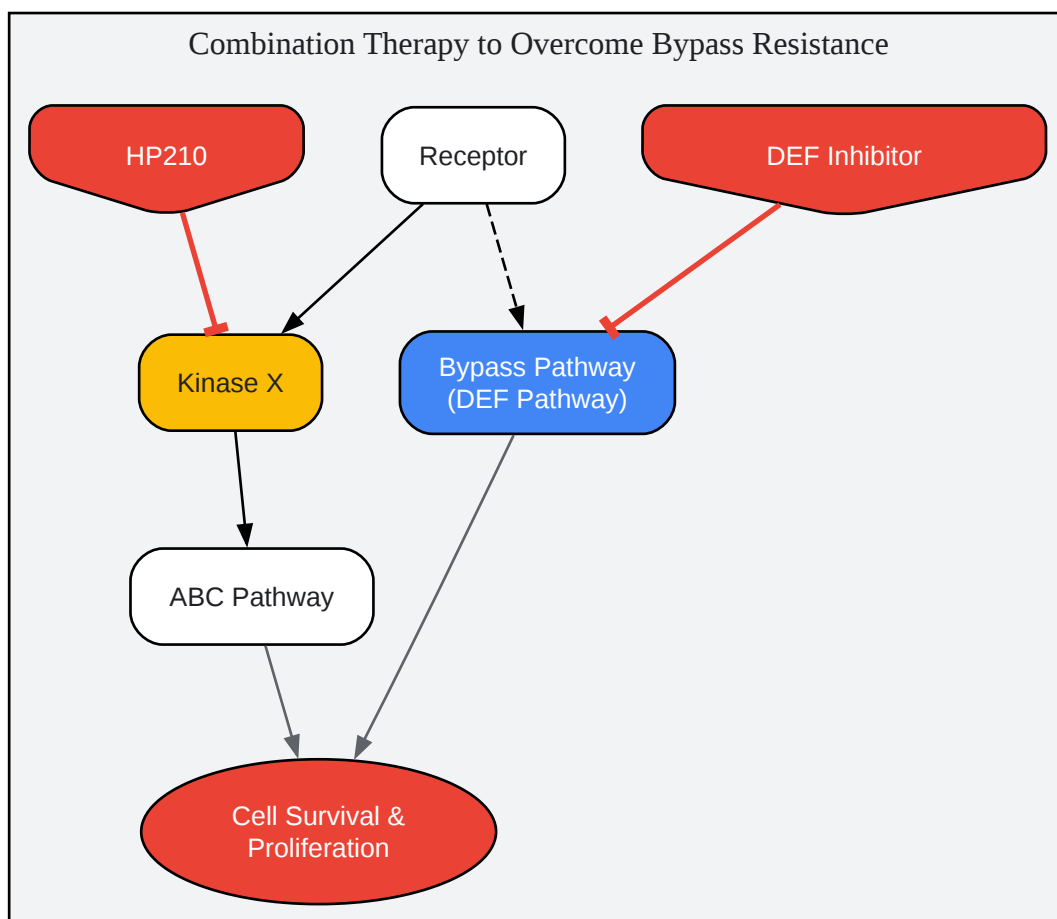 Combination Therapy to Overcome Bypass Resistance
HP210
Receptor
DEF Inhibitor
Kinase X
Bypass Pathway
(DEF Pathway)
ABC Pathway
Cell Survival &
Proliferation